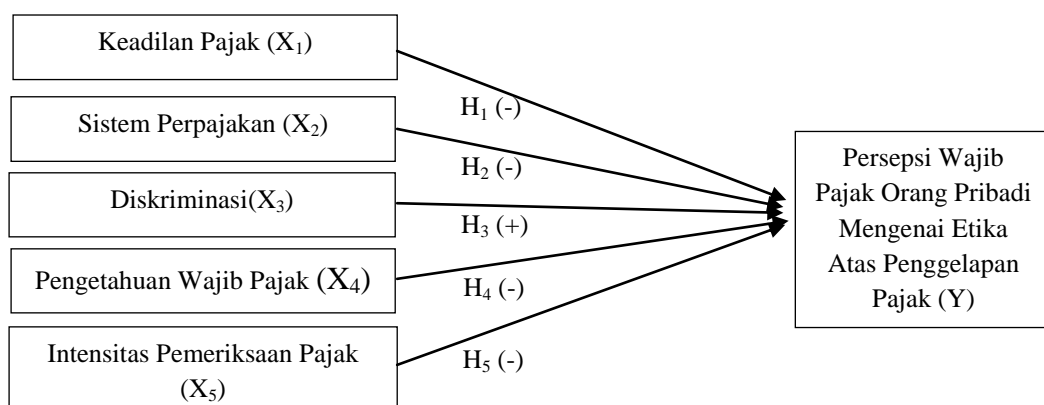 Keadilan Pajak (X₁)
H₁ (-)
Sistem Perpajakan (X₂)
H₂ (-)
Diskriminasi(X₃)
H₃ (+)
Pengetahuan Wajib Pajak (X₄)
H₄ (-)
Intensitas Pemeriksaan Pajak
(X₅)
H₅ (-)
Persepsi Wajib
Pajak Orang Pribadi
Mengenai Etika
Atas Penggelapan
Pajak (Y)